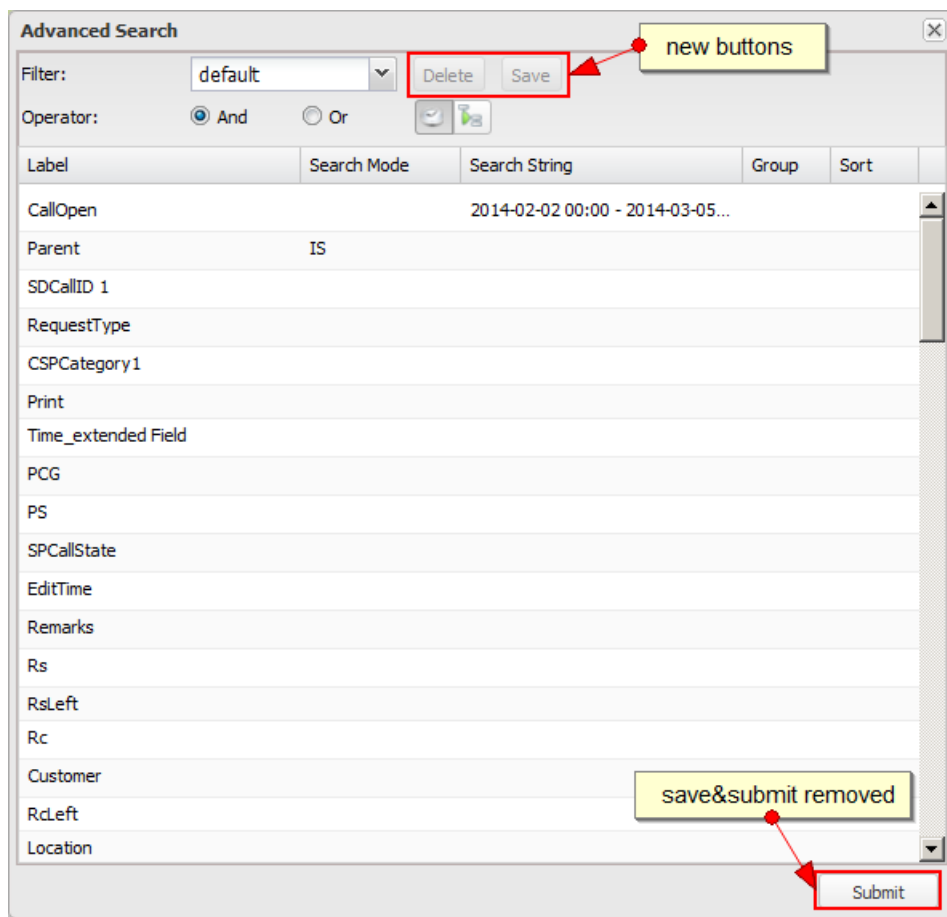 Advanced Search
new buttons
Filter: default Delete Save
Operator: And Or
Label Search Mode Search String Group Sort
CallOpen 2014-02-02 00:00 - 2014-03-05...
Parent IS
SDCallID 1
RequestType
CSPCategory1
Print
Time_extended Field
PCG
PS
SPCallState
EditTime
Remarks
Rs
RsLeft
Rc
Customer
save&submit removed
RcLeft
Location
Submit